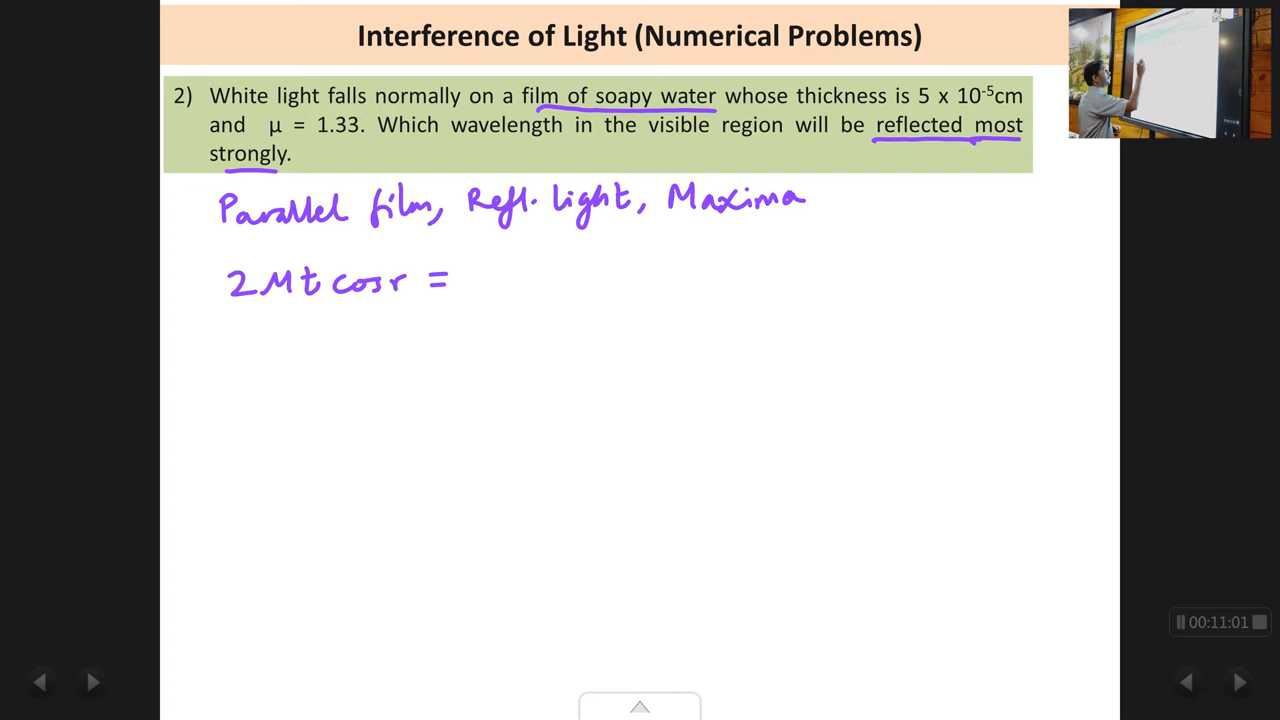 Interference of Light (Numerical Problems)
2) White light falls normally on a film of soapy water whose thickness is 5 x 10⁻⁵cm
and μ = 1.33. Which wavelength in the visible region will be reflected most
strongly.
Parallel film, Refl. light, Maxima
2μt cosr =
00:11:01